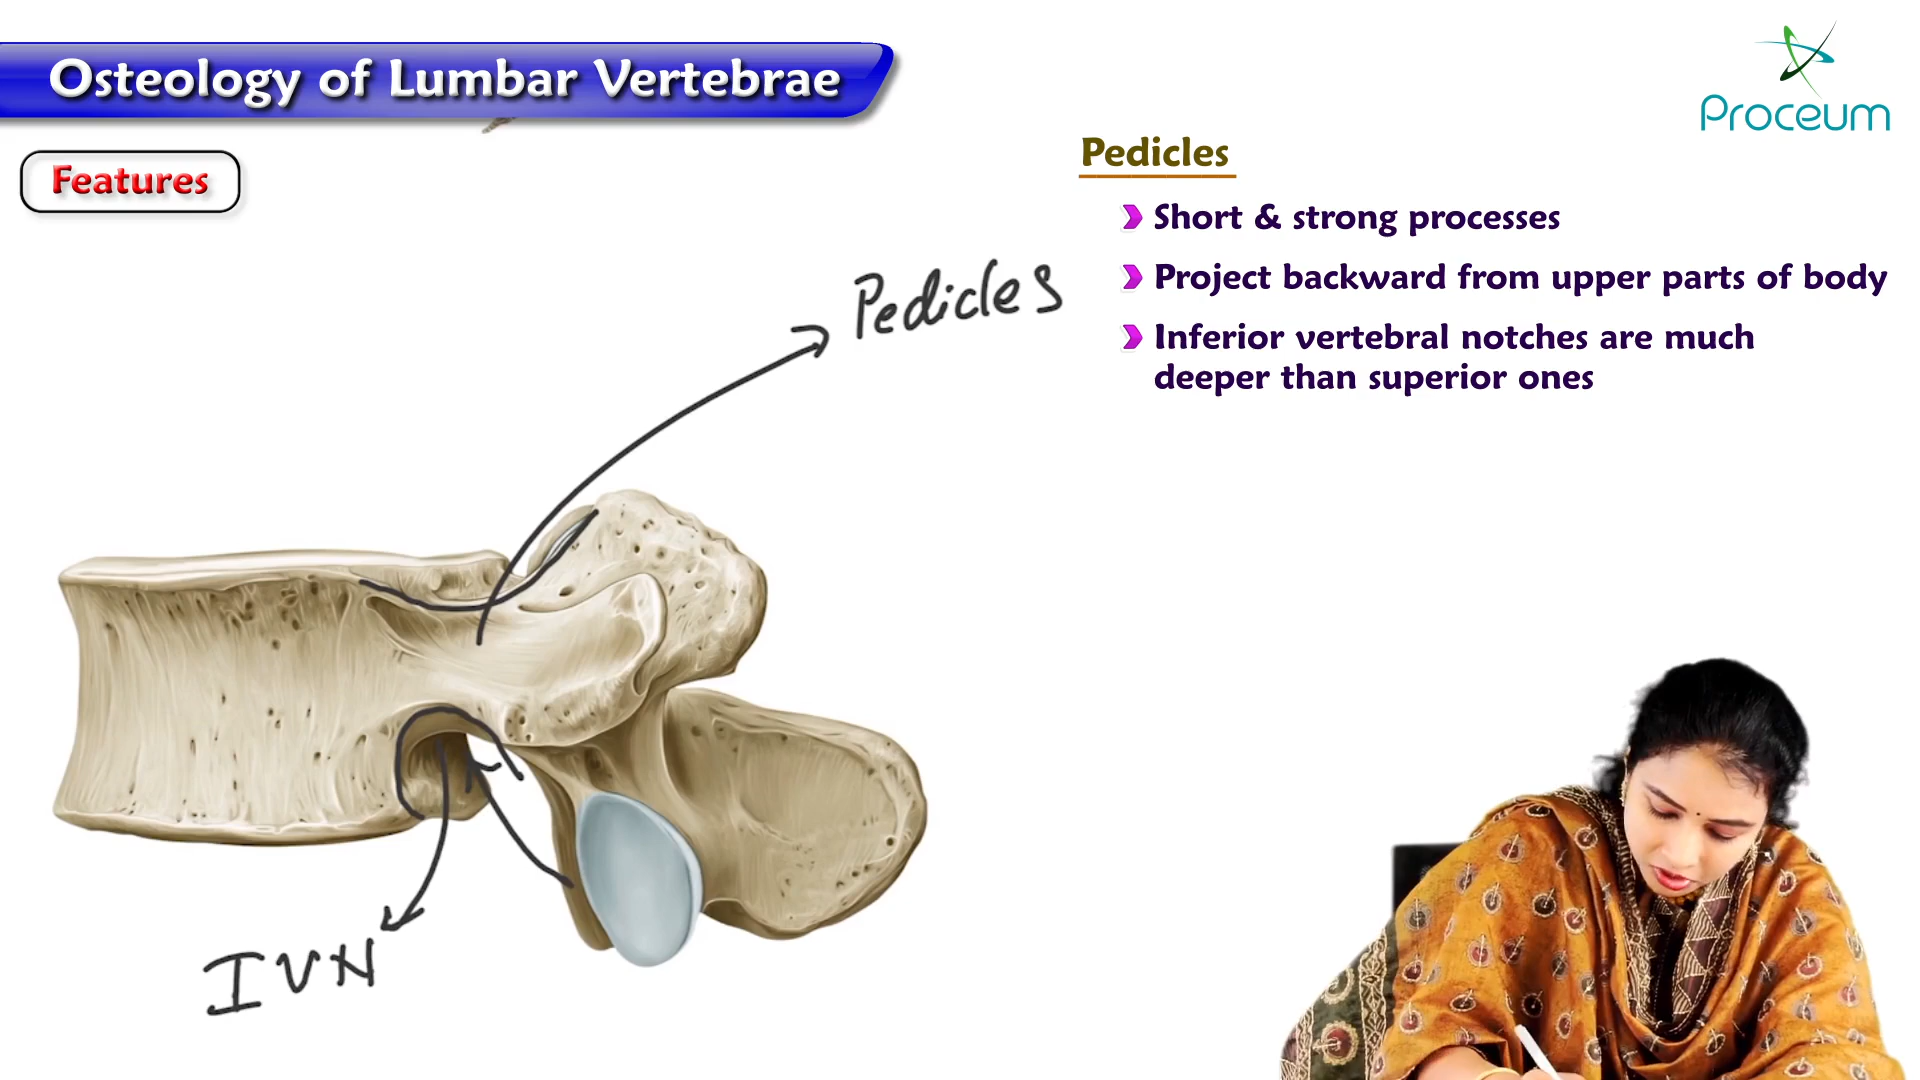 Osteology of Lumbar Vertebrae
Proceum
Features
Pedicles
Short & strong processes
Project backward from upper parts of body
Inferior vertebral notches are much
deeper than superior ones
Pedicles
IVN